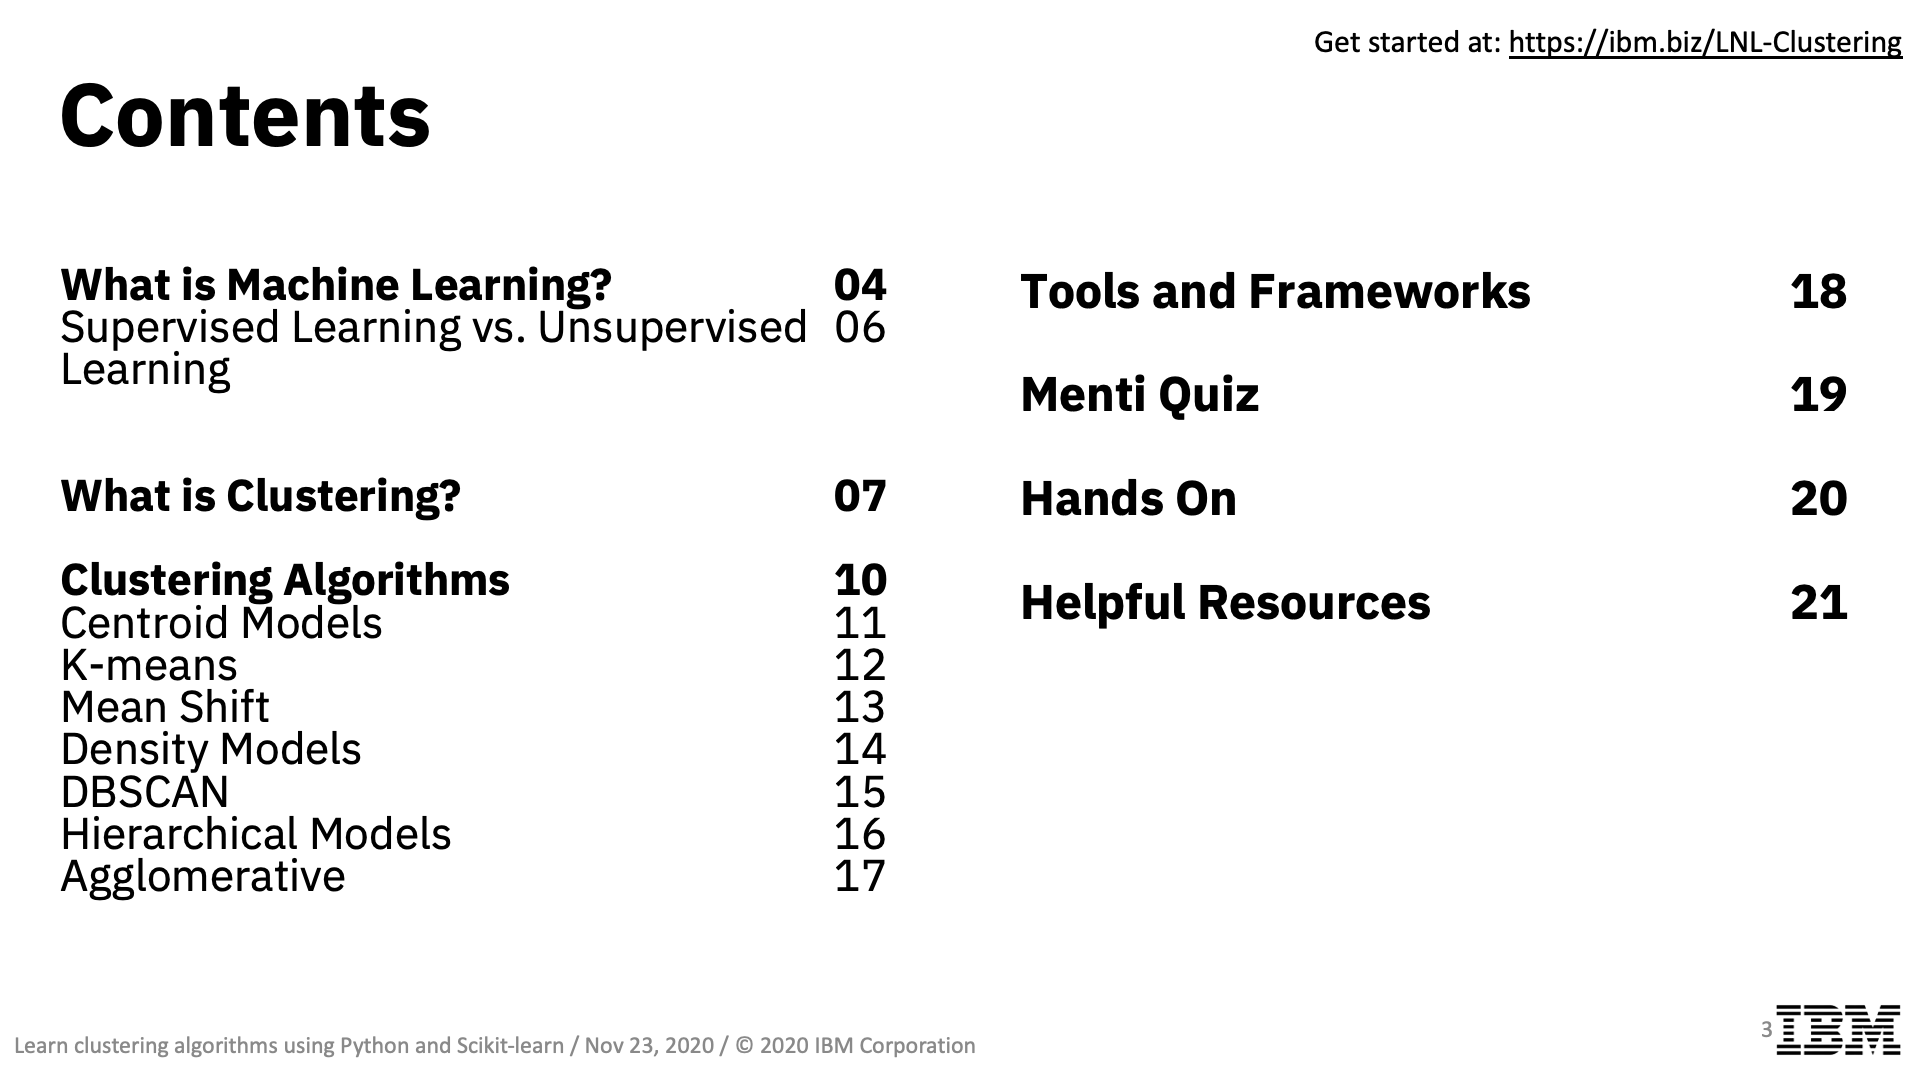 Get started at: https://ibm.biz/LNL-Clustering
Contents
What is Machine Learning? 04
Supervised Learning vs. Unsupervised 06
Learning
What is Clustering? 07
Clustering Algorithms 10
Centroid Models 11
K-means 12
Mean Shift 13
Density Models 14
DBSCAN 15
Hierarchical Models 16
Agglomerative 17
Tools and Frameworks 18
Menti Quiz 19
Hands On 20
Helpful Resources 21
Learn clustering algorithms using Python and Scikit-learn / Nov 23, 2020 / © 2020 IBM Corporation
3
IBM